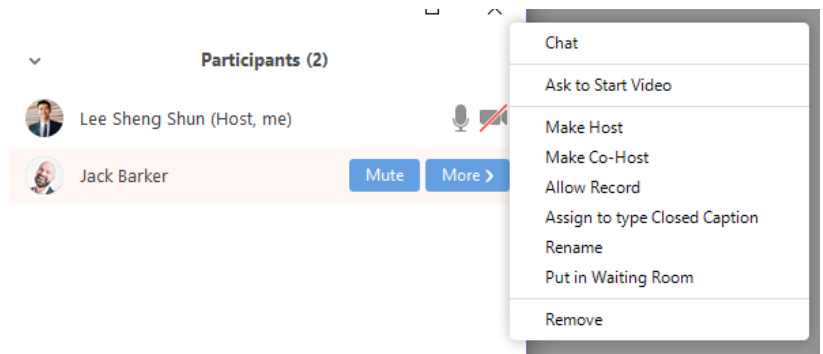 Participants (2)
Lee Sheng Shun (Host, me)
Jack Barker
Mute
More
Chat
Ask to Start Video
Make Host
Make Co-Host
Allow Record
Assign to type Closed Caption
Rename
Put in Waiting Room
Remove